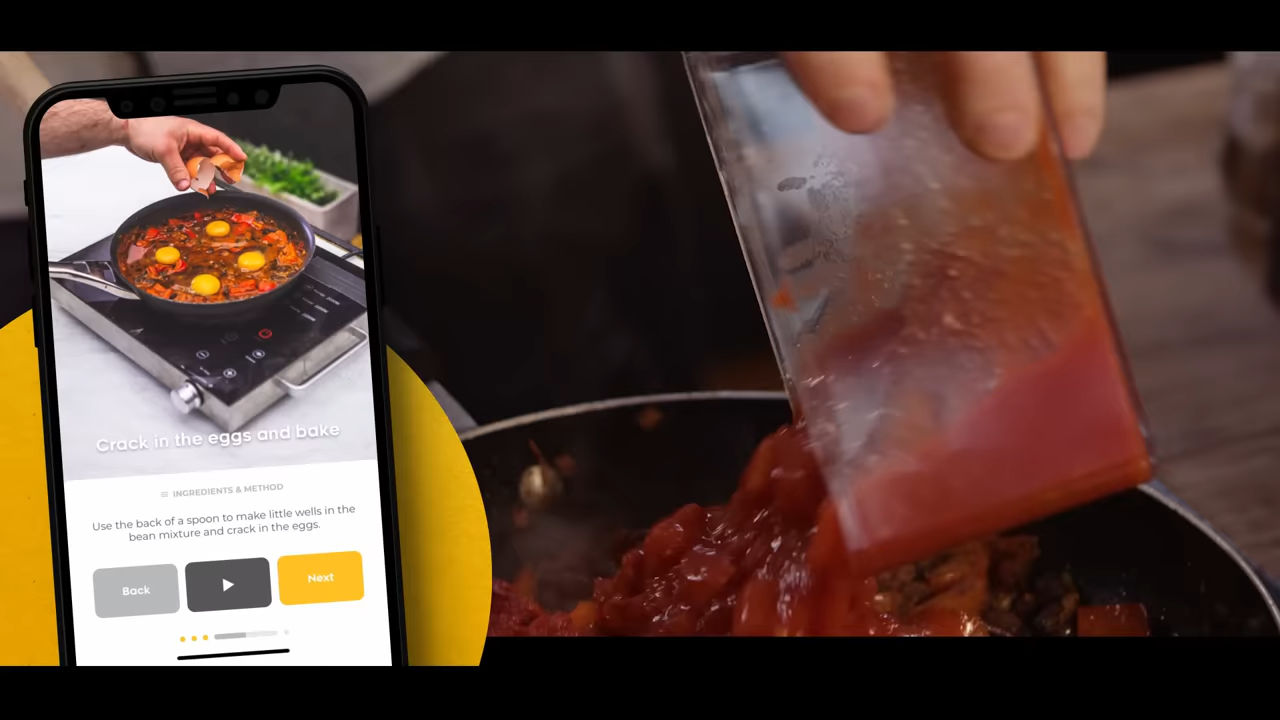 Crack in the eggs and bake
INGREDIENTS & METHOD
Use the back of a spoon to make little wells in the
bean mixture and crack in the eggs.
Back
Next